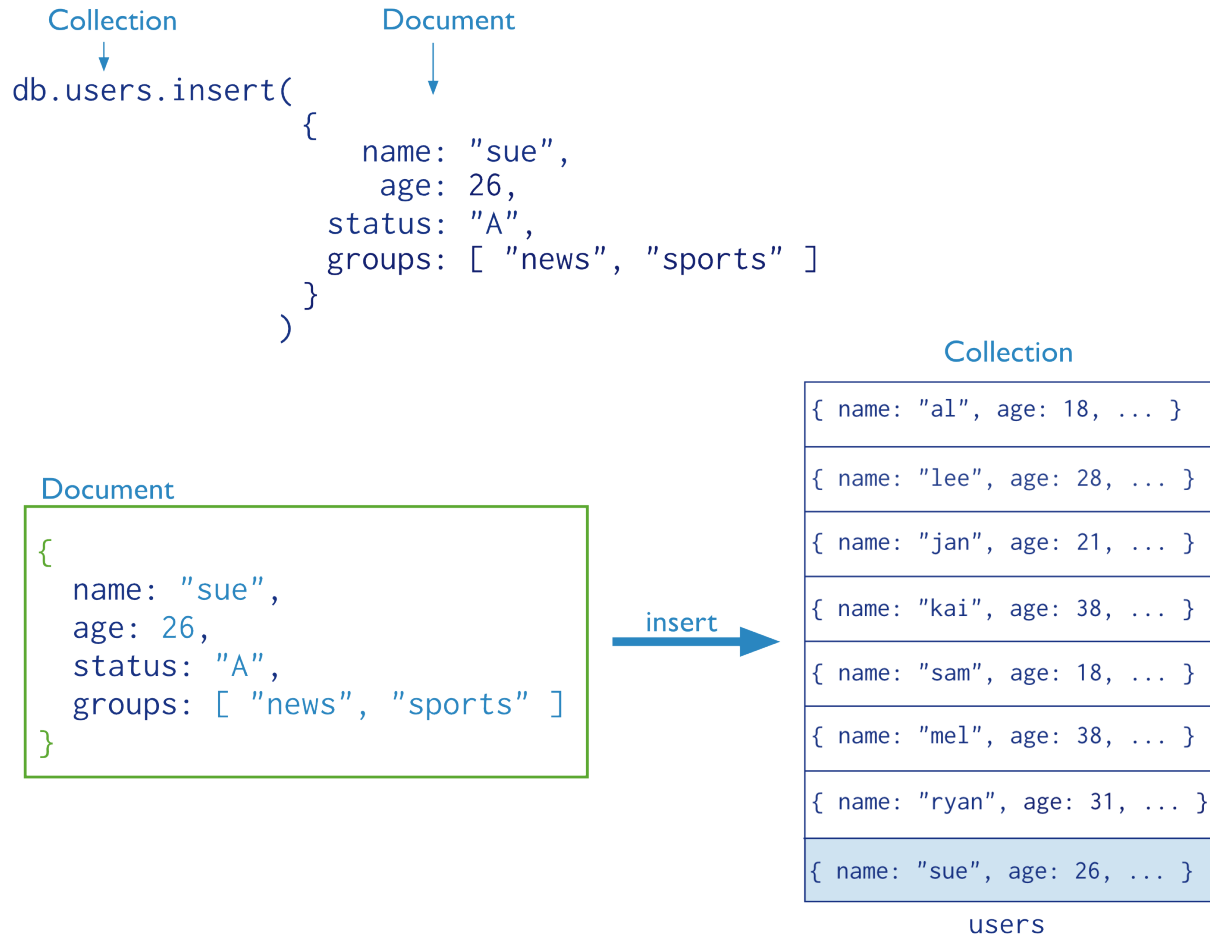 Collection
Document
db.users.insert(
{
name: "sue",
age: 26,
status: "A",
groups: [ "news", "sports" ]
}
)
Document
{
name: "sue",
age: 26,
status: "A",
groups: [ "news", "sports" ]
}
insert
Collection
{ name: "al", age: 18, ... }
{ name: "lee", age: 28, ... }
{ name: "jan", age: 21, ... }
{ name: "kai", age: 38, ... }
{ name: "sam", age: 18, ... }
{ name: "mel", age: 38, ... }
{ name: "ryan", age: 31, ... }
{ name: "sue", age: 26, ... }
users